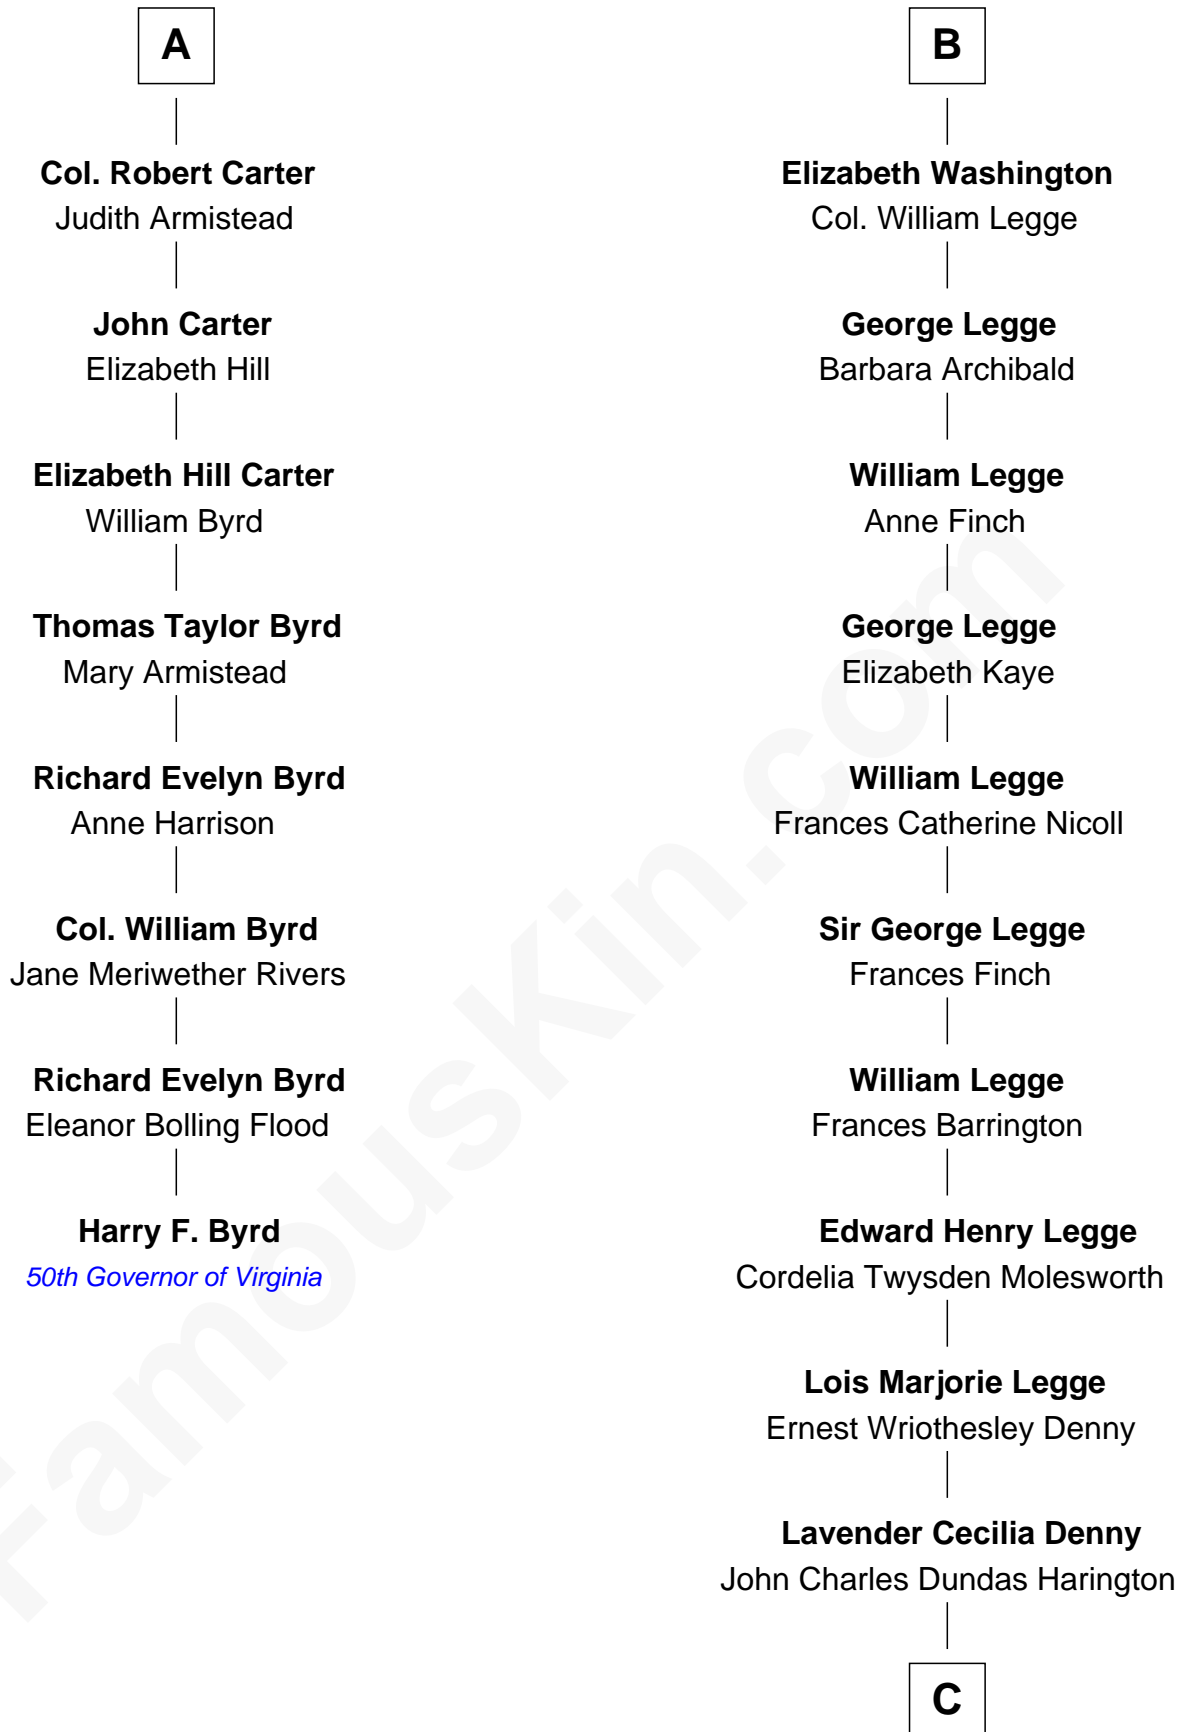 A
Col. Robert Carter
Judith Armistead
John Carter
Elizabeth Hill
Elizabeth Hill Carter
William Byrd
Thomas Taylor Byrd
Mary Armistead
Richard Evelyn Byrd
Anne Harrison
Col. William Byrd
Jane Meriwether Rivers
Richard Evelyn Byrd
Eleanor Bolling Flood
Harry F. Byrd
50th Governor of Virginia
B
Elizabeth Washington
Col. William Legge
George Legge
Barbara Archibald
William Legge
Anne Finch
George Legge
Elizabeth Kaye
William Legge
Frances Catherine Nicoll
Sir George Legge
Frances Finch
William Legge
Frances Barrington
Edward Henry Legge
Cordelia Twysden Molesworth
Lois Marjorie Legge
Ernest Wriothesley Denny
Lavender Cecilia Denny
John Charles Dundas Harington
C
FamousKin.com